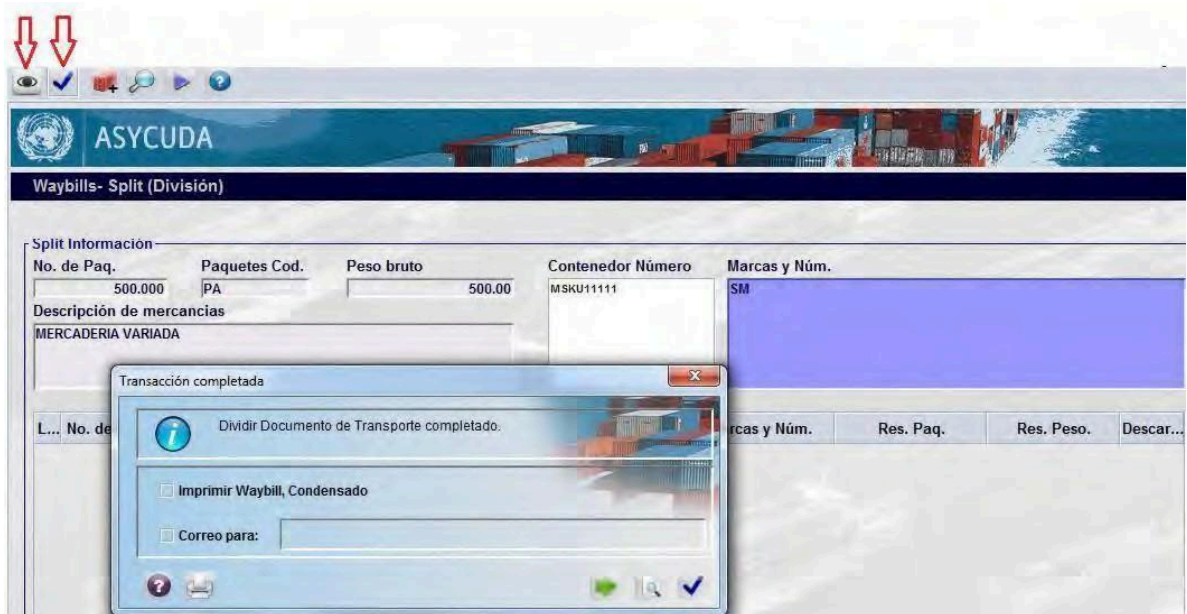 ASYCUDA
Waybills- Split (División)
Split Información
No. de Paq. Paquetes Cod. Peso bruto Contenedor Número Marcas y Núm.
500.000 PA 500.00 MSKU11111 SM
Descripción de mercancias
MERCADERIA VARIADA
Transacción completada
Dividir Documento de Transporte completado.
L... No. de rcas y Núm. Res. Paq. Res. Peso. Descar...
Imprimir Waybill, Condensado
Correo para: